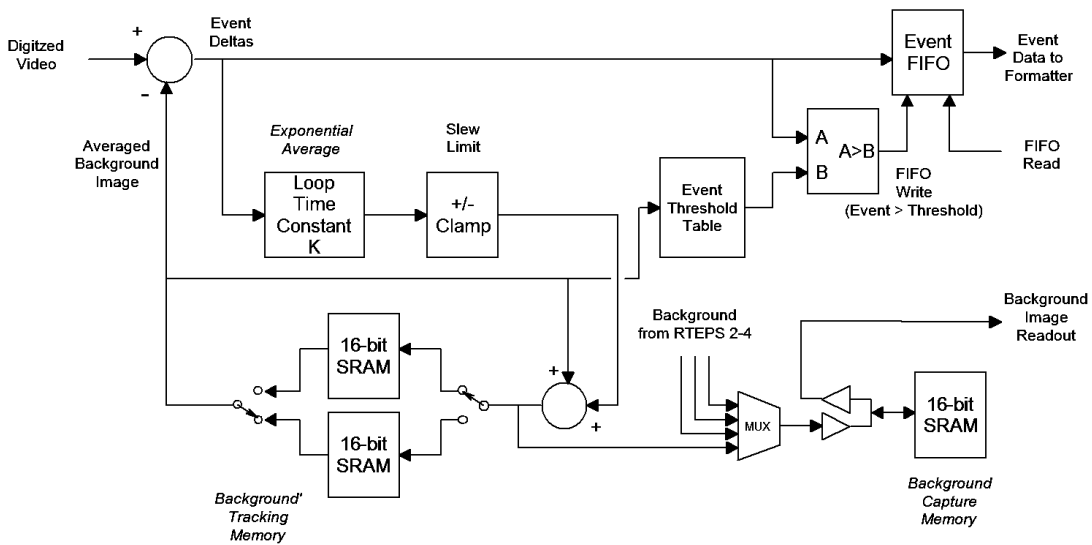 Digitzed
Video
+
-
Event
Deltas
Averaged
Background
Image
Exponential
Average
Loop
Time
Constant
K
Slew
Limit
+/-
Clamp
Event
Threshold
Table
A
B
A>B
Event
FIFO
Event
Data to
Formatter
FIFO
Read
FIFO
Write
(Event > Threshold)
16-bit
SRAM
16-bit
SRAM
Background'
Tracking
Memory
+
+
Background
from RTEPS 2-4
MUX
Background
Image
Readout
16-bit
SRAM
Background
Capture
Memory